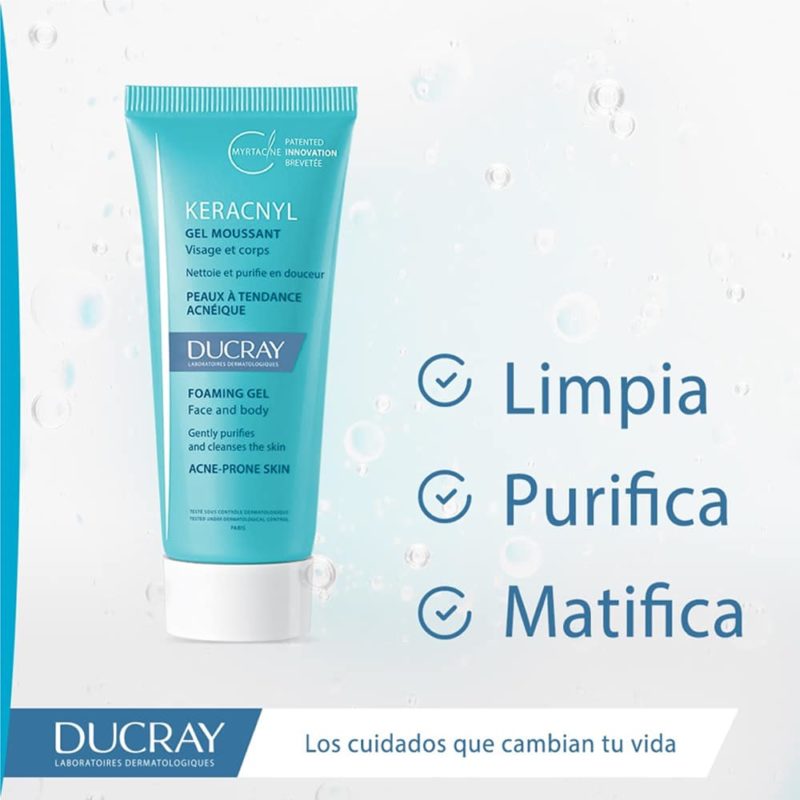 MYRTACINE
PATENTED
INNOVATION
BREVETÉE
KERACNYL
GEL MOUSSANT
Visage et corps
Nettoie et purifie en douceur
PEAUX À TENDANCE
ACNÉIQUE
DUCRAY
LABORATOIRES DERMATOLOGIQUES
FOAMING GEL
Face and body
Gently purifies
and cleanses the skin
ACNE-PRONE SKIN
TESTÉ SOUS CONTRÔLE DERMATOLOGIQUE
TESTED UNDER DERMATOLOGICAL CONTROL
PARIS
Limpia
Purifica
Matifica
DUCRAY
LABORATOIRES DERMATOLOGIQUES
Los cuidados que cambian tu vida